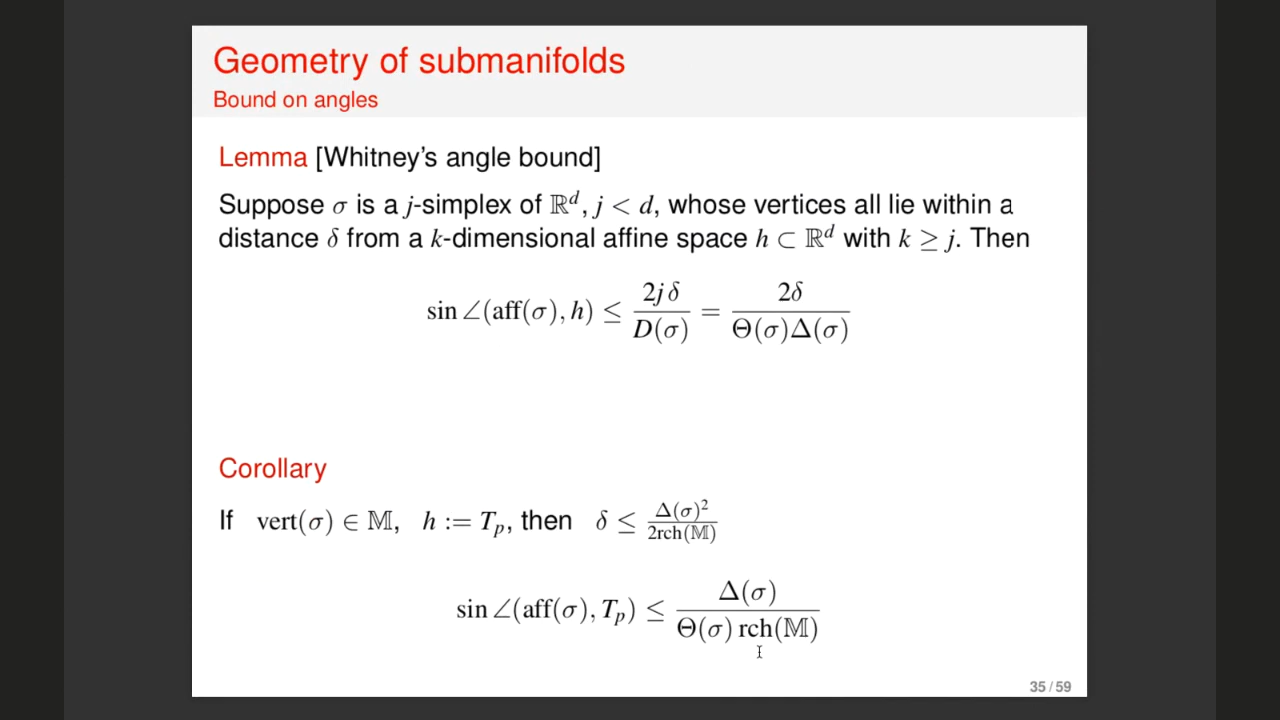 Geometry of submanifolds
Bound on angles
Lemma [Whitney's angle bound]
Suppose σ is a j-simplex of ℝ^d, j < d, whose vertices all lie within a
distance δ from a k-dimensional affine space h ⊂ ℝ^d with k ≥ j. Then
sin ∠(aff(σ), h) ≤ 2j δ / D(σ) = 2δ / Θ(σ)Δ(σ)
Corollary
If vert(σ) ∈ 𝕄, h := T_p, then δ ≤ Δ(σ)² / 2rch(𝕄)
sin ∠(aff(σ), T_p) ≤ Δ(σ) / Θ(σ) rch(𝕄)
35 / 59